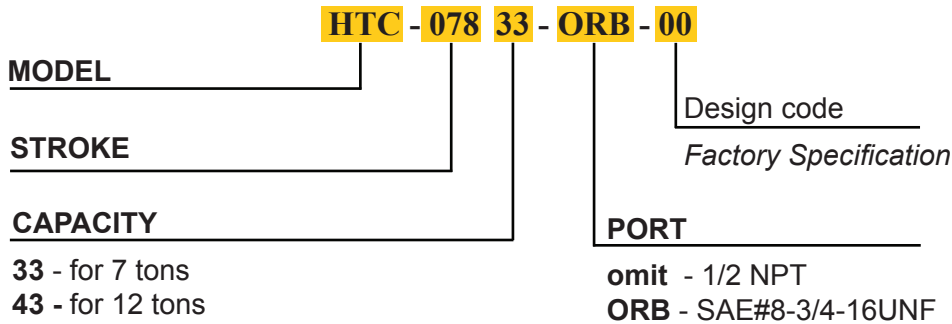 HTC - 078 33 - ORB - 00
MODEL
Design code
STROKE
Factory Specification
CAPACITY
PORT
33 - for 7 tons
omit - 1/2 NPT
43 - for 12 tons
ORB - SAE#8-3/4-16UNF